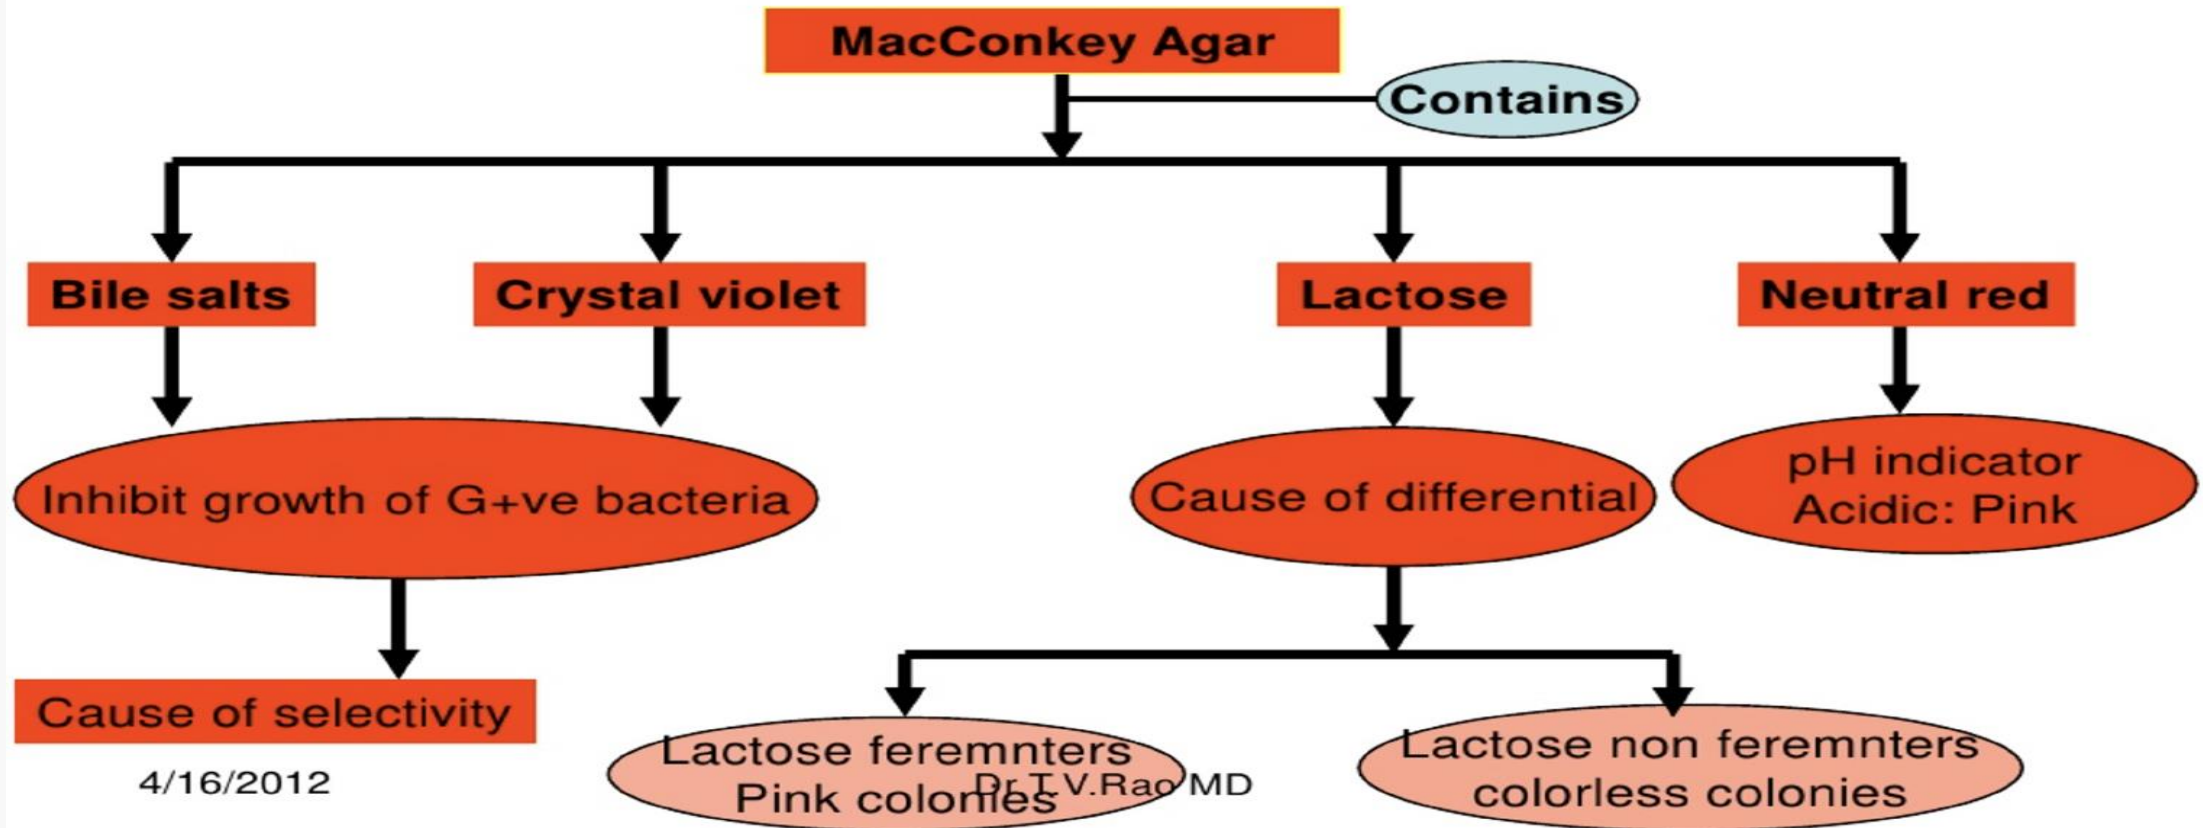 MacConkey Agar
Contains
Bile salts
Crystal violet
Lactose
Neutral red
Inhibit growth of G+ve bacteria
Cause of differential
pH indicator
Acidic: Pink
Cause of selectivity
Lactose feremnters
Pink colonies
Lactose non feremnters
colorless colonies
4/16/2012
Dr.T.V.Rao MD